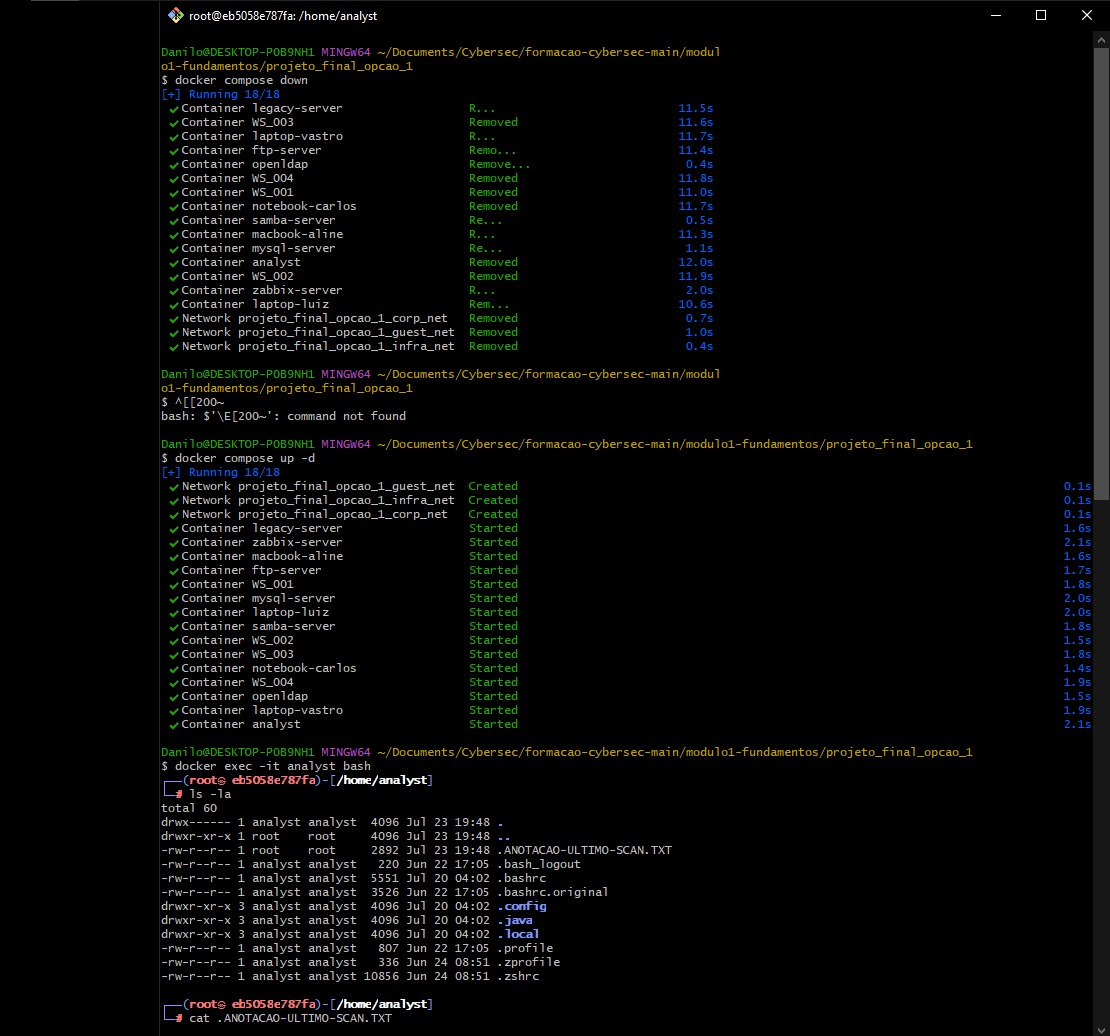 root@eb5058e787fa: /home/analyst
Danilo@DESKTOP-POB9NH1 MINGW64 ~/Documents/Cybersec/formacao-cybersec-main/modul
o1-fundamentos/projeto_final_opcao_1
$ docker compose down
[+] Running 18/18
✔Container legacy-server R... 11.5s
✔Container WS_003 Removed 11.6s
✔Container laptop-vastro R... 11.7s
✔Container ftp-server Remo... 11.4s
✔Container openldap Remove... 0.4s
✔Container WS_004 Removed 11.8s
✔Container WS_001 Removed 11.0s
✔Container notebook-carlos Removed 11.7s
✔Container samba-server Re... 0.5s
✔Container macbook-aline R... 11.3s
✔Container mysql-server Re... 1.1s
✔Container analyst Removed 12.0s
✔Container WS_002 Removed 11.9s
✔Container zabbix-server R... 2.0s
✔Container laptop-luiz Rem... 10.6s
✔Network projeto_final_opcao_1_corp_net Removed 0.7s
✔Network projeto_final_opcao_1_guest_net Removed 1.0s
✔Network projeto_final_opcao_1_infra_net Removed 0.4s
Danilo@DESKTOP-POB9NH1 MINGW64 ~/Documents/Cybersec/formacao-cybersec-main/modul
o1-fundamentos/projeto_final_opcao_1
$ ^[[200~
bash: $'\E[200~': command not found
Danilo@DESKTOP-POB9NH1 MINGW64 ~/Documents/Cybersec/formacao-cybersec-main/modulo1-fundamentos/projeto_final_opcao_1
$ docker compose up -d
[+] Running 18/18
✔Network projeto_final_opcao_1_guest_net Created 0.1s
✔Network projeto_final_opcao_1_infra_net Created 0.1s
✔Network projeto_final_opcao_1_corp_net Created 0.1s
✔Container legacy-server Started 1.6s
✔Container zabbix-server Started 2.1s
✔Container macbook-aline Started 1.6s
✔Container ftp-server Started 1.7s
✔Container WS_001 Started 1.8s
✔Container mysql-server Started 2.0s
✔Container laptop-luiz Started 2.0s
✔Container samba-server Started 1.8s
✔Container WS_002 Started 1.5s
✔Container WS_003 Started 1.8s
✔Container notebook-carlos Started 1.4s
✔Container WS_004 Started 1.9s
✔Container openldap Started 1.5s
✔Container laptop-vastro Started 1.9s
✔Container analyst Started 2.1s
Danilo@DESKTOP-POB9NH1 MINGW64 ~/Documents/Cybersec/formacao-cybersec-main/modulo1-fundamentos/projeto_final_opcao_1
$ docker exec -it analyst bash
┌──(root㉿ eb5058e787fa)-[/home/analyst]
└─# ls -la
total 60
drwx------ 1 analyst analyst 4096 Jul 23 19:48 .
drwxr-xr-x 1 root root 4096 Jul 23 19:48 ..
-rw-r--r-- 1 root root 2892 Jun 23 19:48 .ANOTACAO-ULTIMO-SCAN.TXT
-rw-r--r-- 1 analyst analyst 220 Jun 22 17:05 .bash_logout
-rw-r--r-- 1 analyst analyst 5551 Jul 20 04:02 .bashrc
-rw-r--r-- 1 analyst analyst 3526 Jun 22 17:05 .bashrc.original
drwxr-xr-x 3 analyst analyst 4096 Jul 20 04:02 .config
drwxr-xr-x 3 analyst analyst 4096 Jul 20 04:02 .java
drwxr-xr-x 3 analyst analyst 4096 Jul 20 04:02 .local
-rw-r--r-- 1 analyst analyst 807 Jun 22 17:05 .profile
-rw-r--r-- 1 analyst analyst 336 Jun 24 08:51 .zprofile
-rw-r--r-- 1 analyst analyst 10856 Jun 24 08:51 .zshrc
┌──(root㉿ eb5058e787fa)-[/home/analyst]
└─# cat .ANOTACAO-ULTIMO-SCAN.TXT